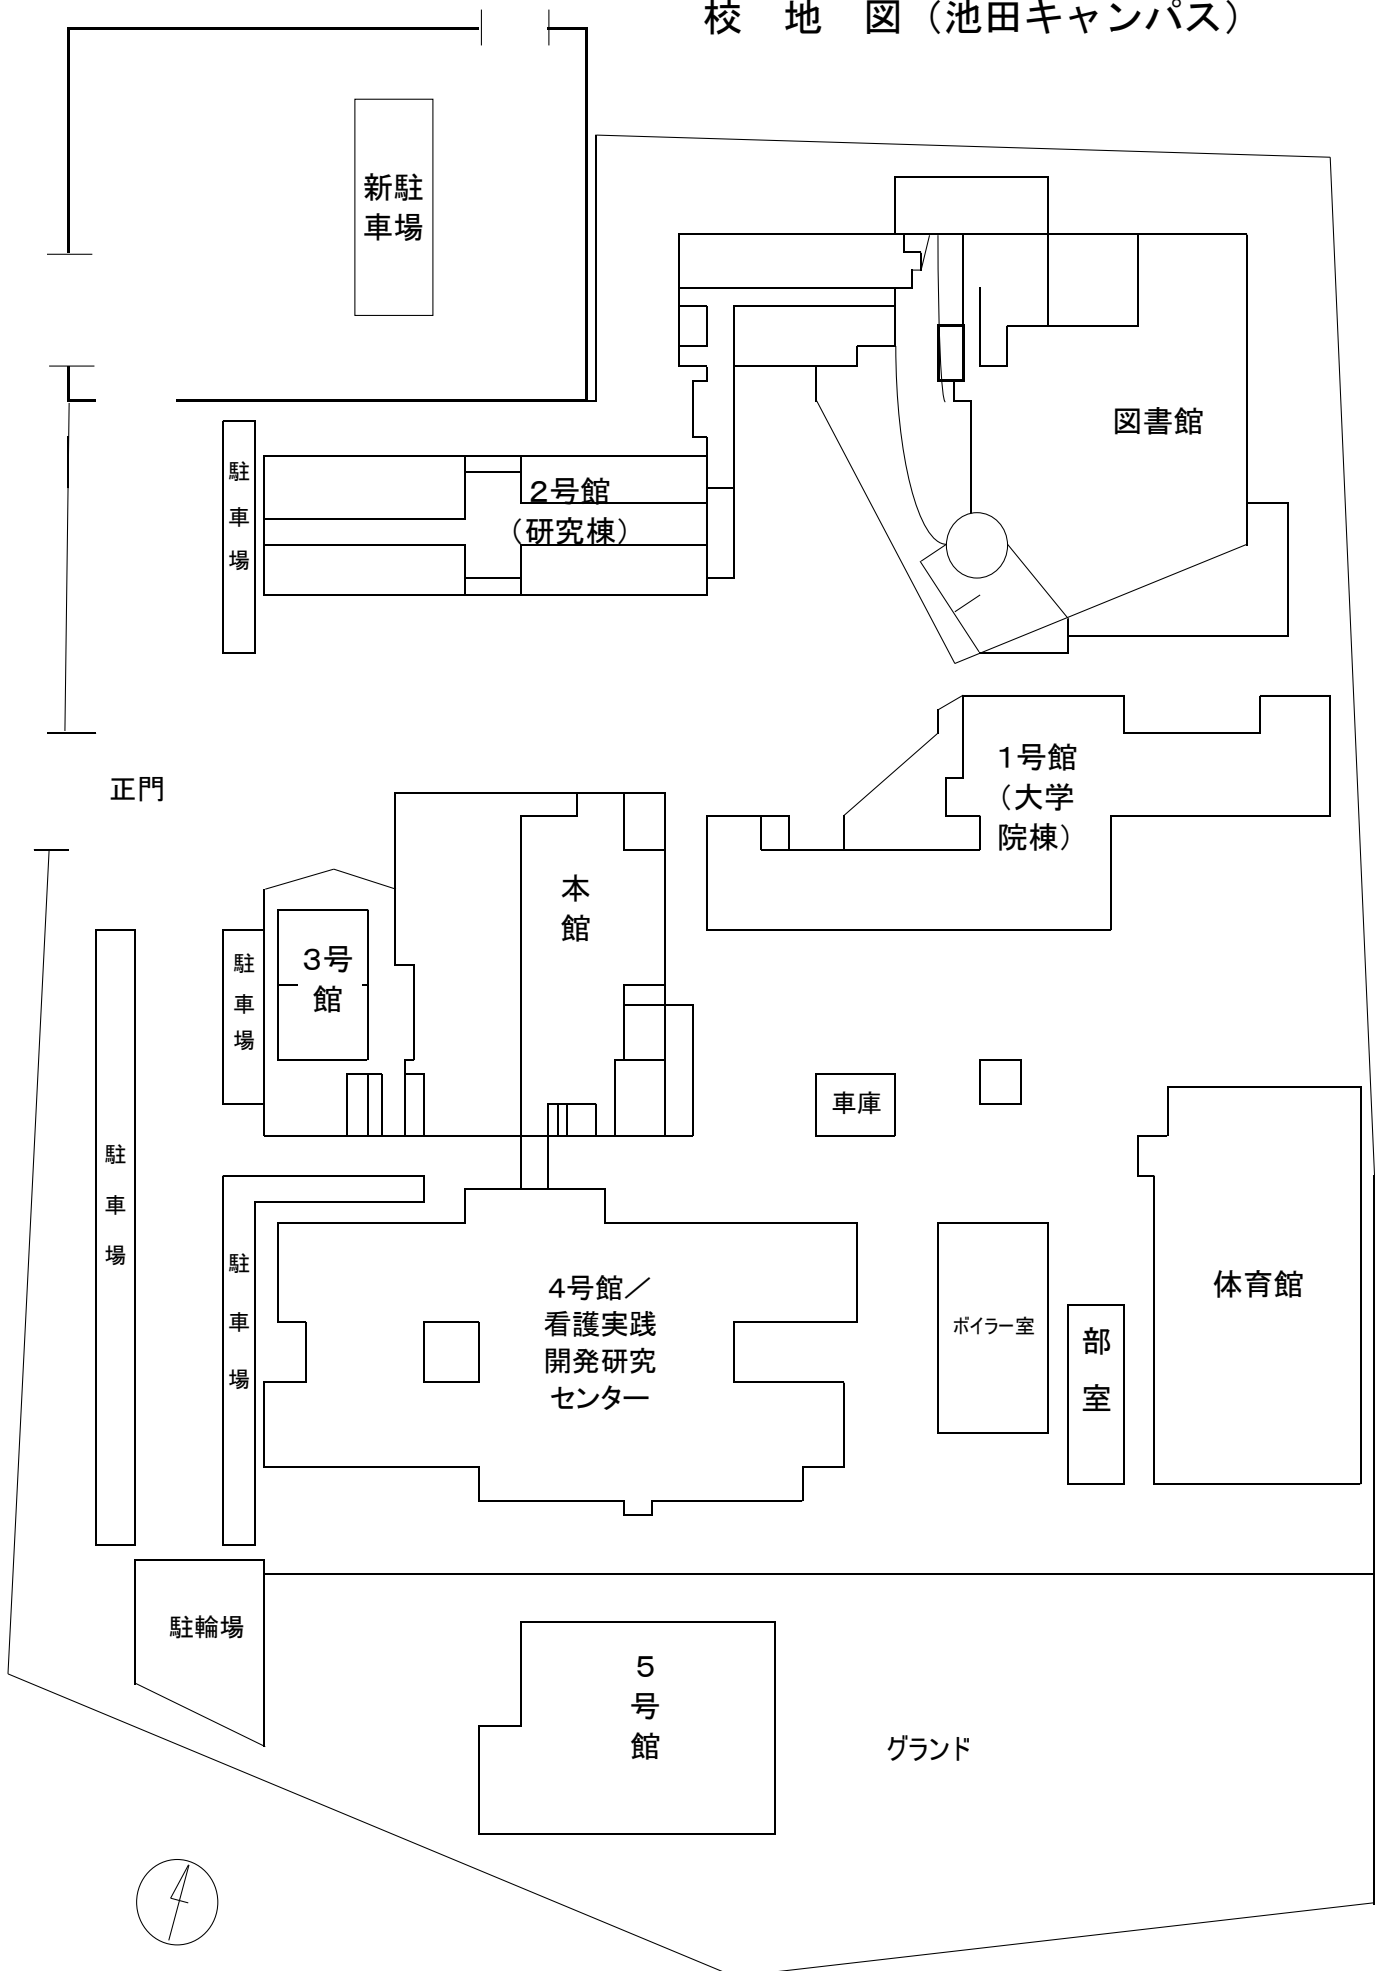 校 地 図（池田キャンパス）
新駐
車場
図書館
駐
車
場
2号館
（研究棟）
正門
1号館
（大学
院棟）
本
館
3号
館
駐
車
場
車庫
駐
車
場
駐
車
場
4号館／
看護実践
開発研究
センター
ボイラー室
部
室
体育館
駐輪場
5
号
館
グランド